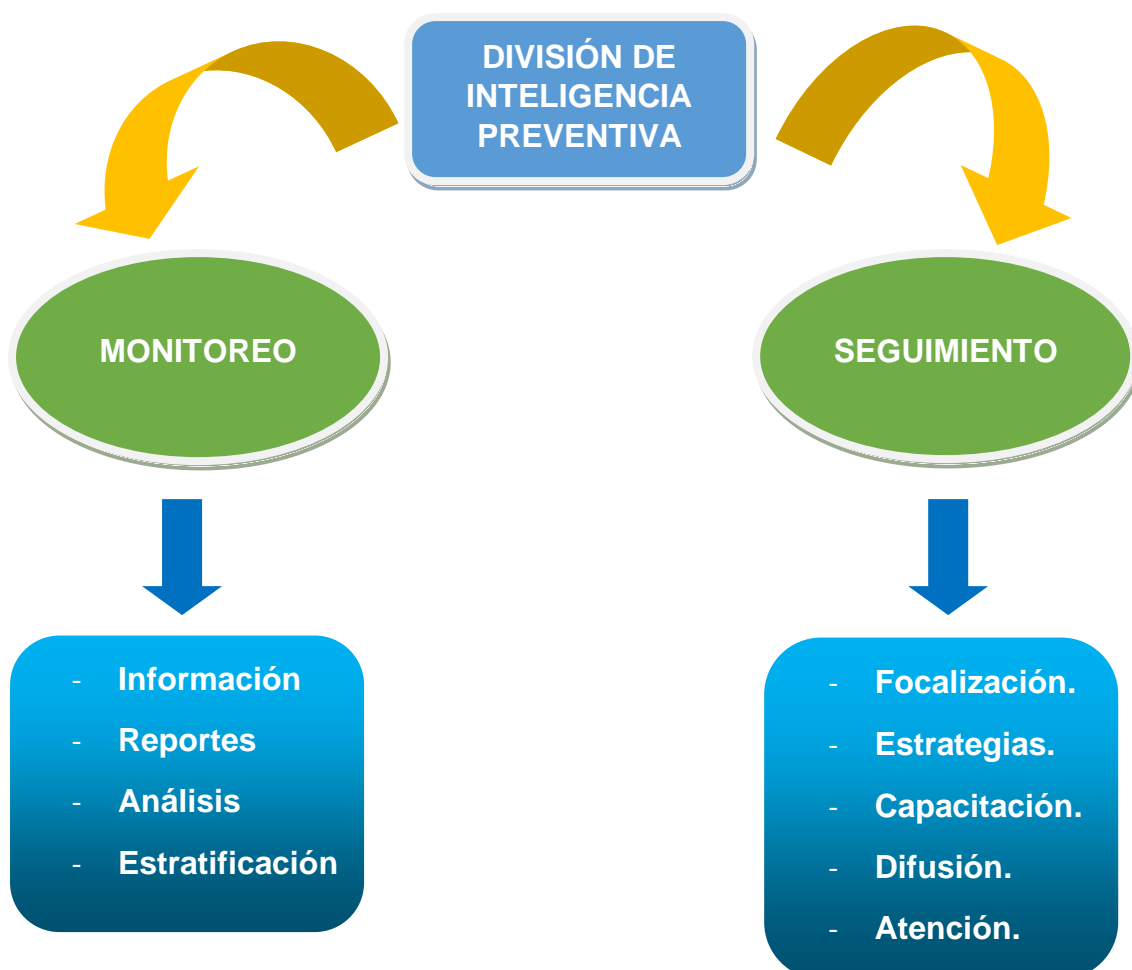 DIVISIÓN DE
INTELIGENCIA
PREVENTIVA
MONITOREO
SEGUIMIENTO
- Información
- Reportes
- Análisis
- Estratificación
- Focalización.
- Estrategias.
- Capacitación.
- Difusión.
- Atención.